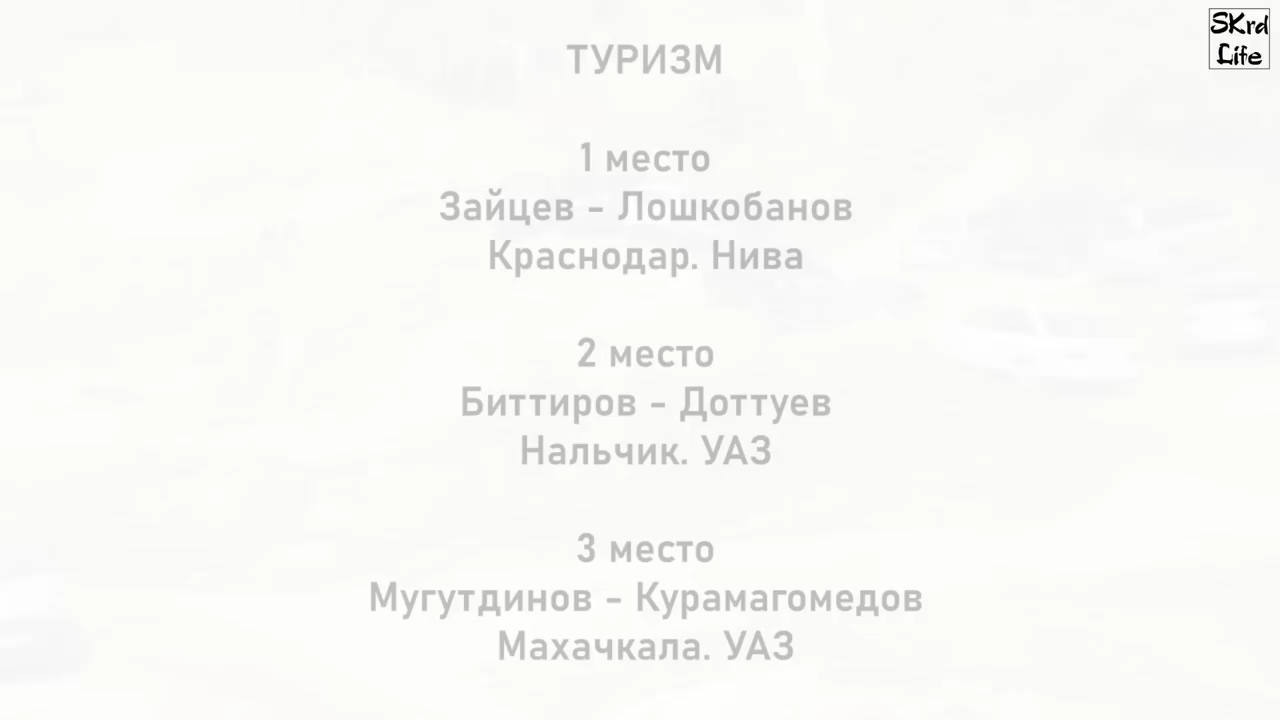 SKrd
Life
ТУРИЗМ
1 место
Зайцев - Лошкобанов
Краснодар. Нива
2 место
Биттиров - Доттуев
Нальчик. УАЗ
3 место
Мугутдинов - Курамагомедов
Махачкала. УАЗ